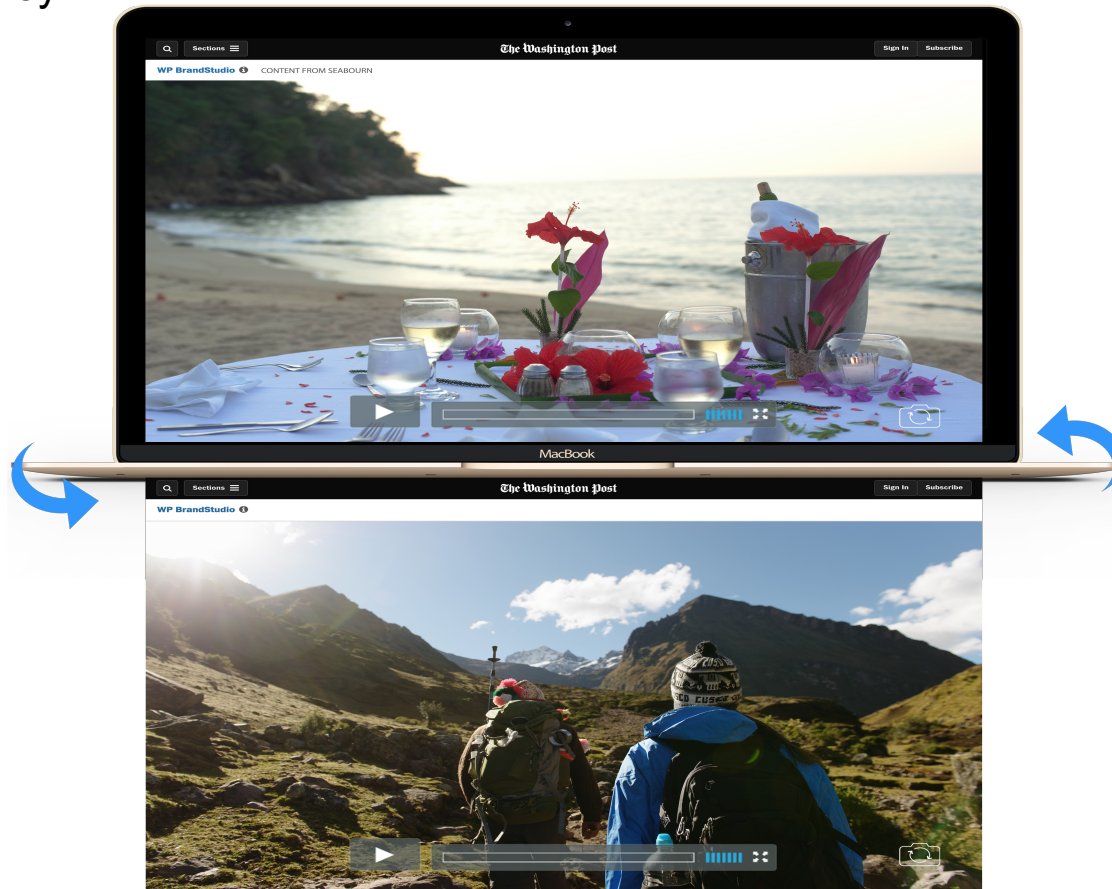 Sections
The Washington Post
Sign In Subscribe
WP BrandStudio CONTENT FROM SEABOURN
MacBook
Sections
The Washington Post
Sign In Subscribe
WP BrandStudio
CUSCO